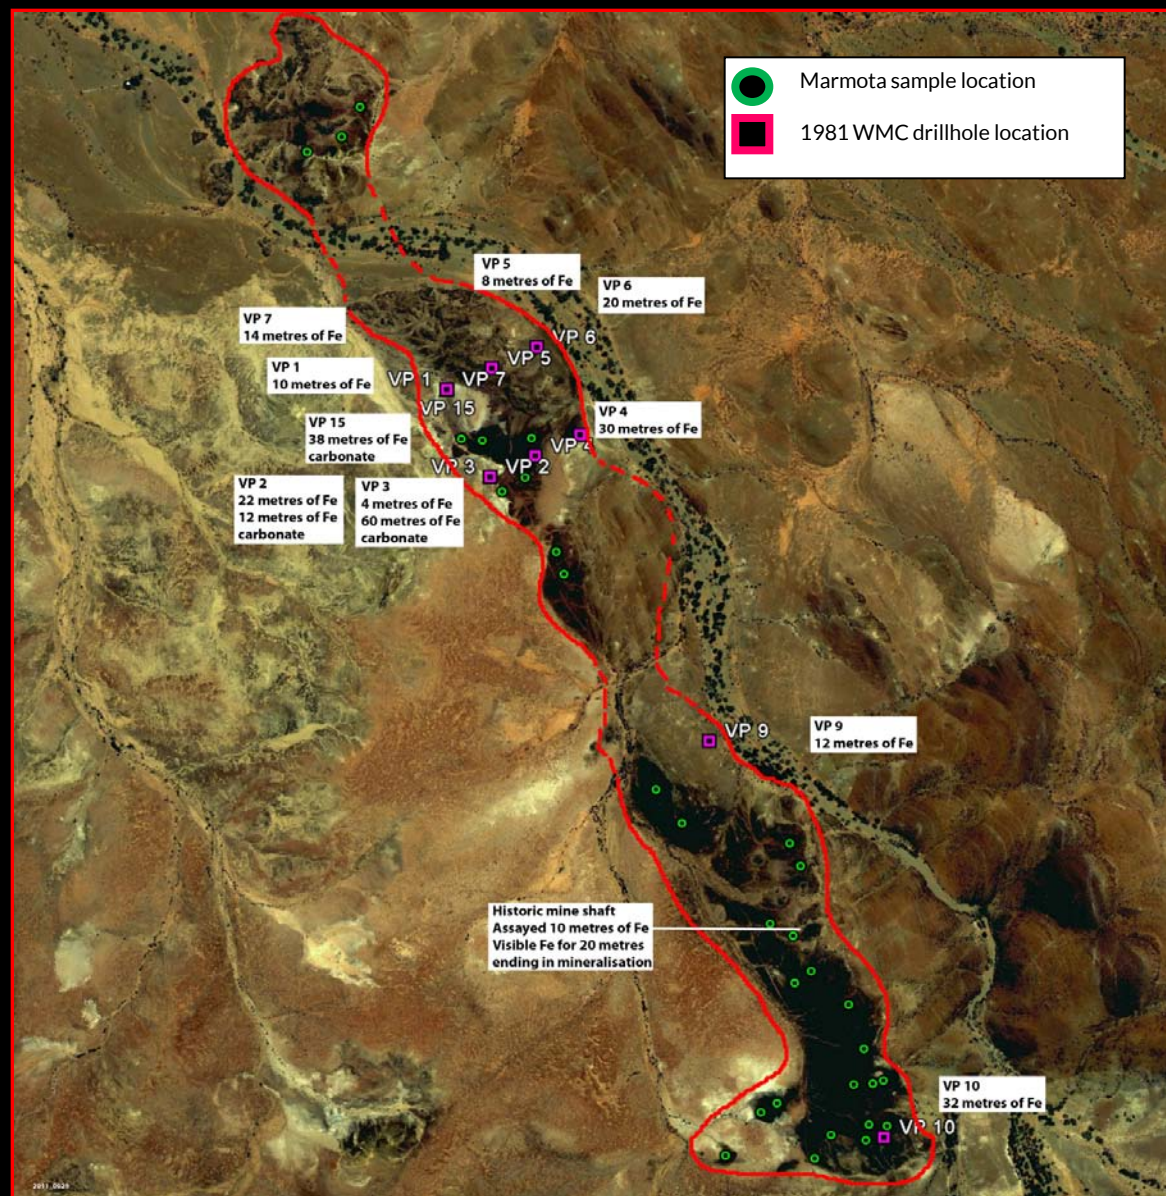 Marmota sample location
1981 WMC drillhole location
VP 5
8 metres of Fe
VP 6
20 metres of Fe
VP 7
14 metres of Fe
VP 1
10 metres of Fe
VP 15
38 metres of Fe
carbonate
VP 4
30 metres of Fe
VP 2
22 metres of Fe
12 metres of Fe
carbonate
VP 3
4 metres of Fe
60 metres of Fe
carbonate
VP 6
VP 5
VP 7
VP 1
VP 15
VP 4
VP 2
VP 3
VP 9
VP 9
12 metres of Fe
Historic mine shaft
Assayed 10 metres of Fe
Visible Fe for 20 metres
ending in mineralisation
VP 10
32 metres of Fe
VP 10